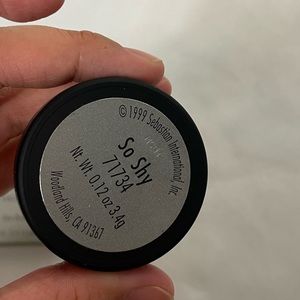 © 1999 Sebastian International, Inc.
So Shy
71734
Nt. Wt. 0.12 oz 3.4g
Woodland Hills, CA 91367